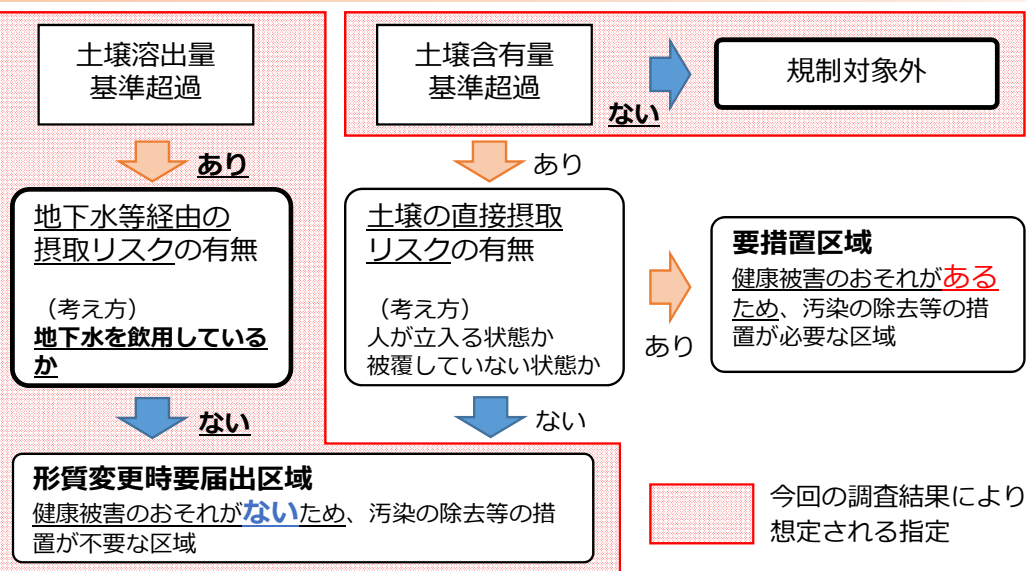 土壌溶出量
基準超過
土壌含有量
基準超過
ない
規制対象外
あり
あり
地下水等経由の
摂取リスクの有無
（考え方）
地下水を飲用している
か
土壌の直接摂取
リスクの有無
（考え方）
人が立入る状態か
被覆していない状態か
あり
要措置区域
健康被害のおそれがある
ため、汚染の除去等の措
置が必要な区域
ない
ない
形質変更時要届出区域
健康被害のおそれがないため、汚染の除去等の措
置が不要な区域
今回の調査結果により
想定される指定